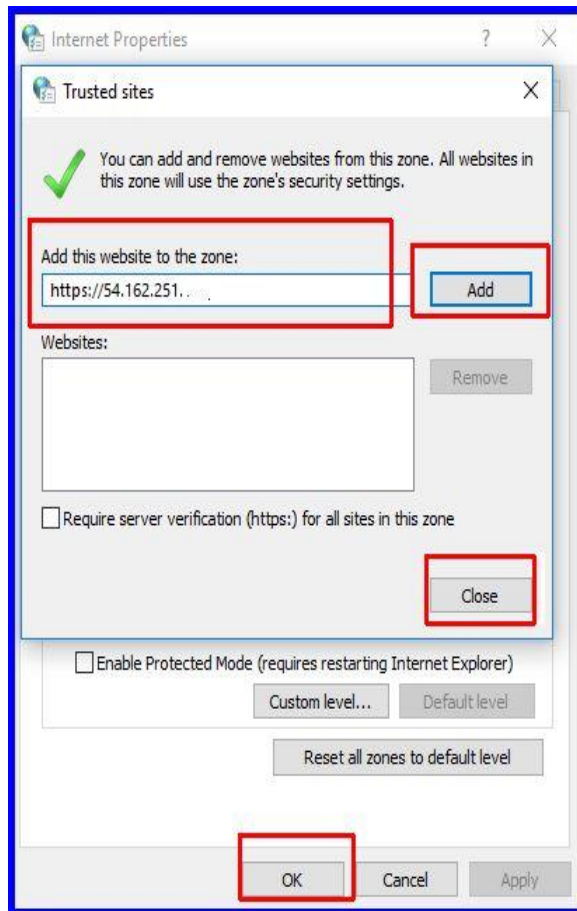 Internet Properties
Trusted sites
You can add and remove websites from this zone. All websites in
this zone will use the zone's security settings.
Add this website to the zone:
https://54.162.251.
Add
Websites:
Remove
Require server verification (https:) for all sites in this zone
Close
Enable Protected Mode (requires restarting Internet Explorer)
Custom level...
Default level
Reset all zones to default level
OK
Cancel
Apply